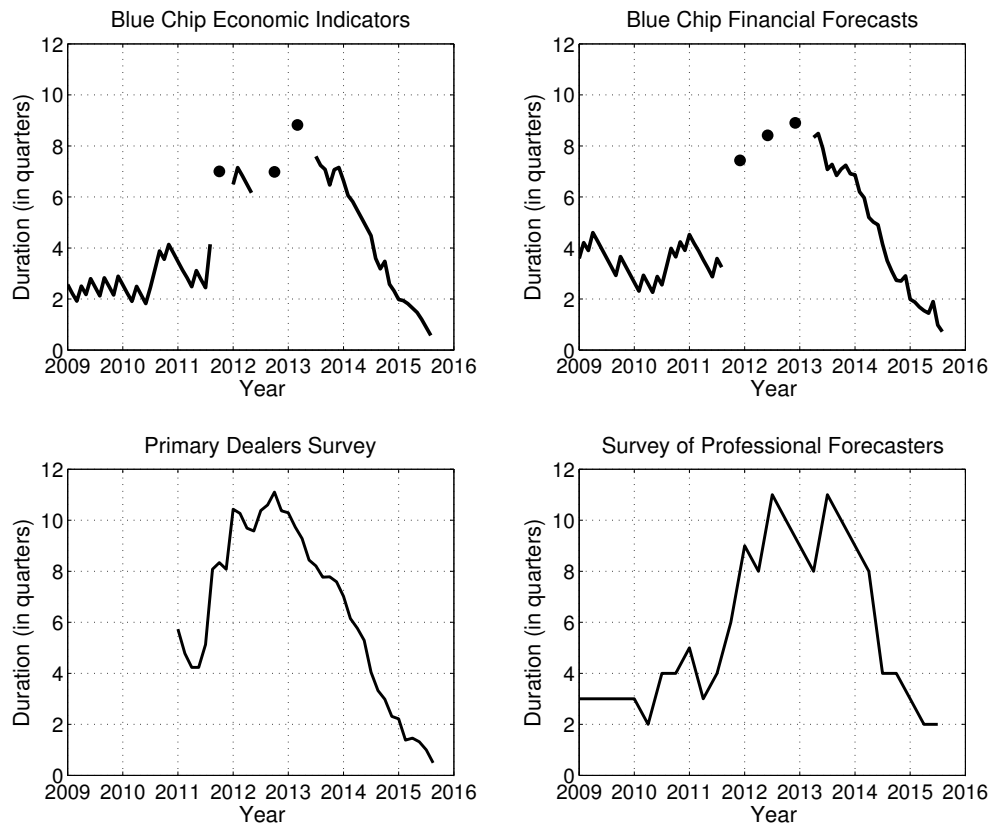 Blue Chip Economic Indicators
12
10
8
6
4
2
0
Duration (in quarters)
2009 2010 2011 2012 2013 2014 2015 2016
Year
Blue Chip Financial Forecasts
12
10
8
6
4
2
0
Duration (in quarters)
2009 2010 2011 2012 2013 2014 2015 2016
Year
Primary Dealers Survey
12
10
8
6
4
2
0
Duration (in quarters)
2009 2010 2011 2012 2013 2014 2015 2016
Year
Survey of Professional Forecasters
12
10
8
6
4
2
0
Duration (in quarters)
2009 2010 2011 2012 2013 2014 2015 2016
Year